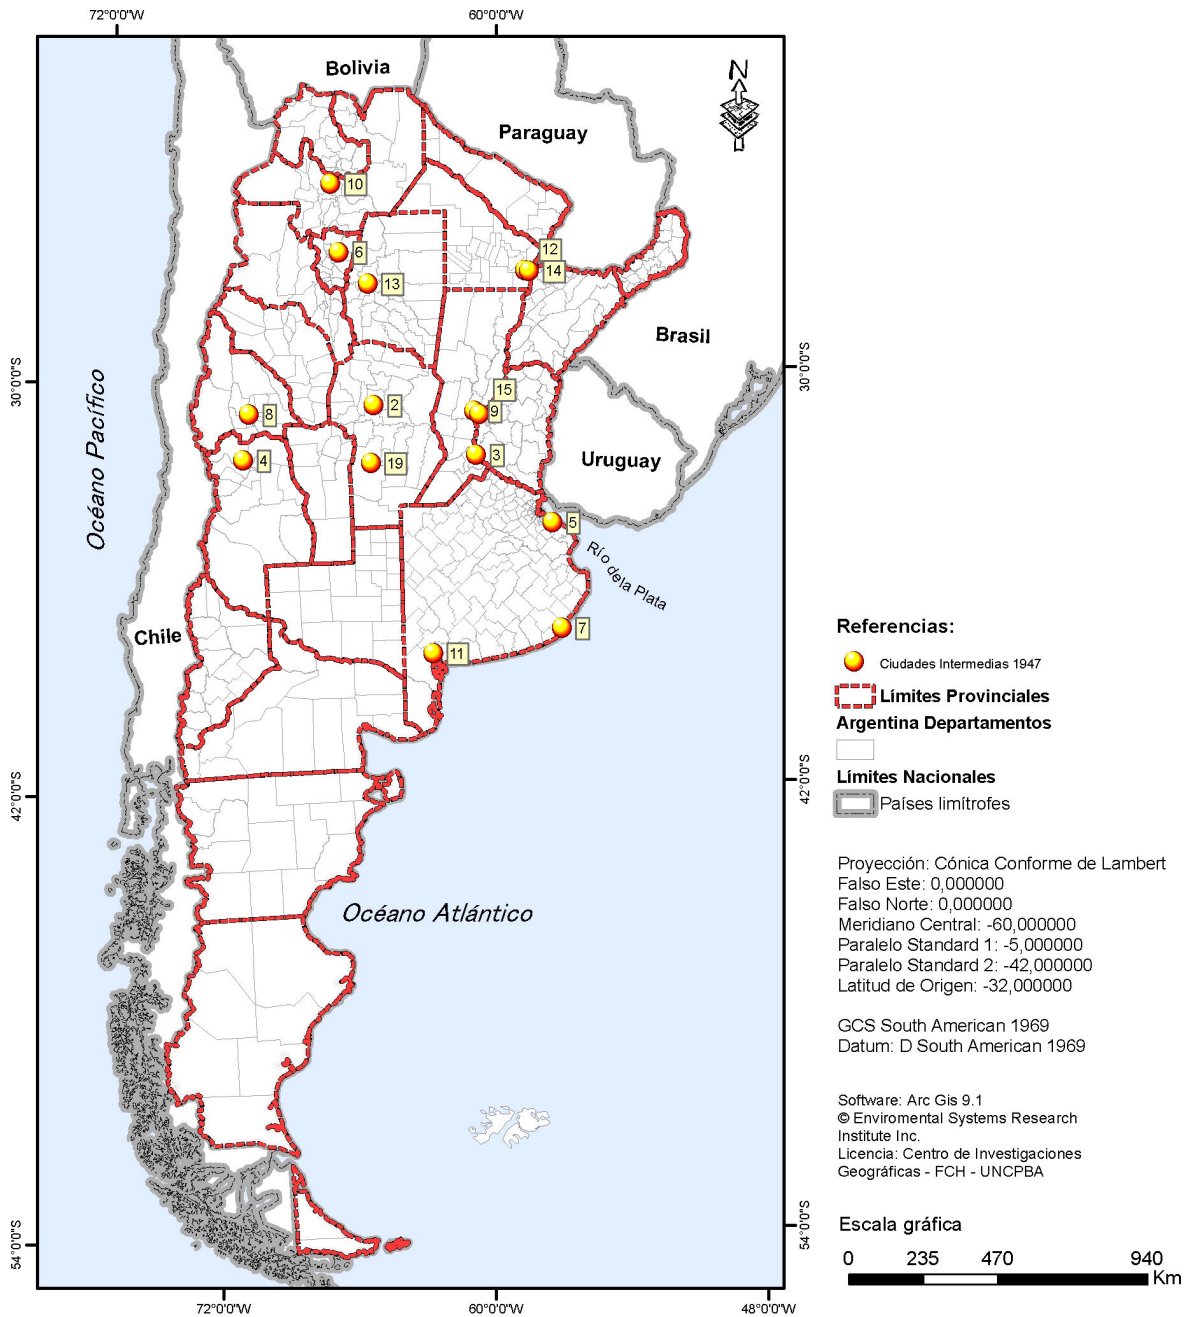 72°0'0"W
60°0'0"W
Bolivia
N
Paraguay
10
6
12
14
13
Brasil
30°0'0"S
30°0'0"S
Océano Pacífico
15
2
9
8
Uruguay
3
4
19
5
Río dela Plata
7
Chile
11
42°0'0"S
42°0'0"S
Océano Atlántico
54°0'0"S
54°0'0"S
72°0'0"W
60°0'0"W
48°0'0"W
Referencias:
Ciudades Intermedias 1947
Límites Provinciales
Argentina Departamentos
Límites Nacionales
Países limítrofes
Proyección: Cónica Conforme de Lambert
Falso Este: 0,000000
Falso Norte: 0,000000
Meridiano Central: -60,000000
Paralelo Standard 1: -5,000000
Paralelo Standard 2: -42,000000
Latitud de Origen: -32,000000
GCS South American 1969
Datum: D South American 1969
Software: Arc Gis 9.1
© Enviromental Systems Research
Institute Inc.
Licencia: Centro de Investigaciones
Geográficas - FCH - UNCPBA
Escala gráfica
0 235 470 940
Km